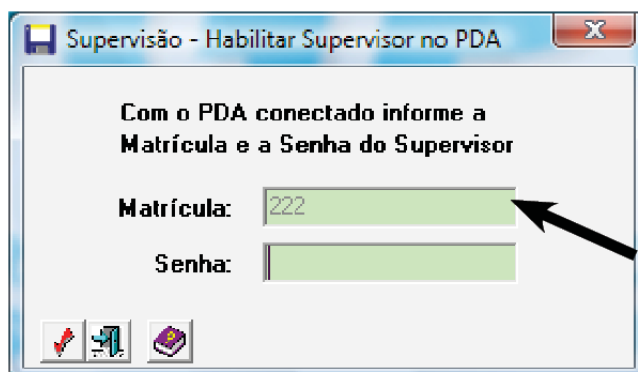 Supervisão - Habilitar Supervisor no PDA
Com o PDA conectado informe a
Matrícula e a Senha do Supervisor
Matrícula: 222
Senha: